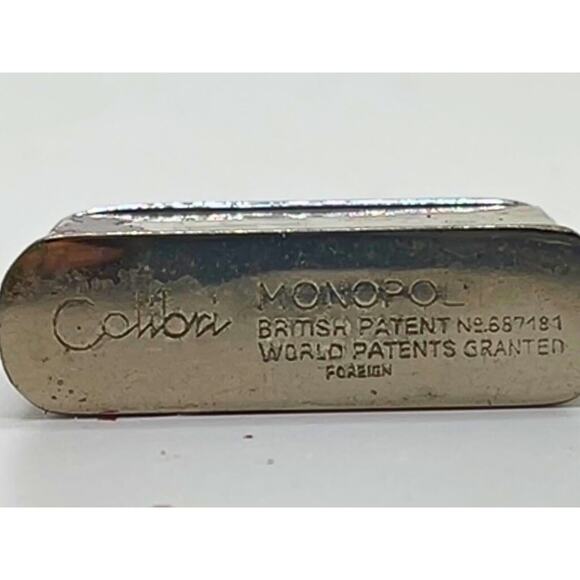 Colibri
MONOPOL
BRITISH PATENT No.687181
WORLD PATENTS GRANTED
FOREIGN